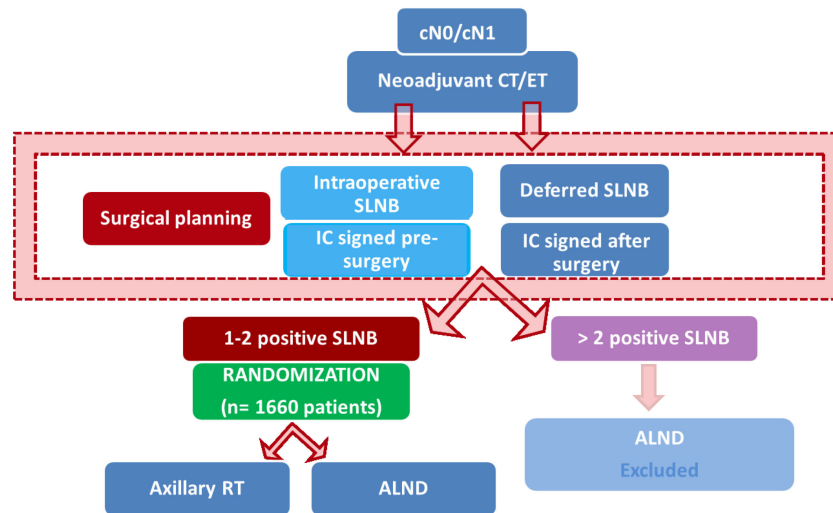 cN0/cN1
Neoadjuvant CT/ET
Surgical planning
Intraoperative
SLNB
IC signed pre-
surgery
Deferred SLNB
IC signed after
surgery
1-2 positive SLNB
RANDOMIZATION
(n= 1660 patients)
> 2 positive SLNB
ALND
Excluded
Axillary RT
ALND